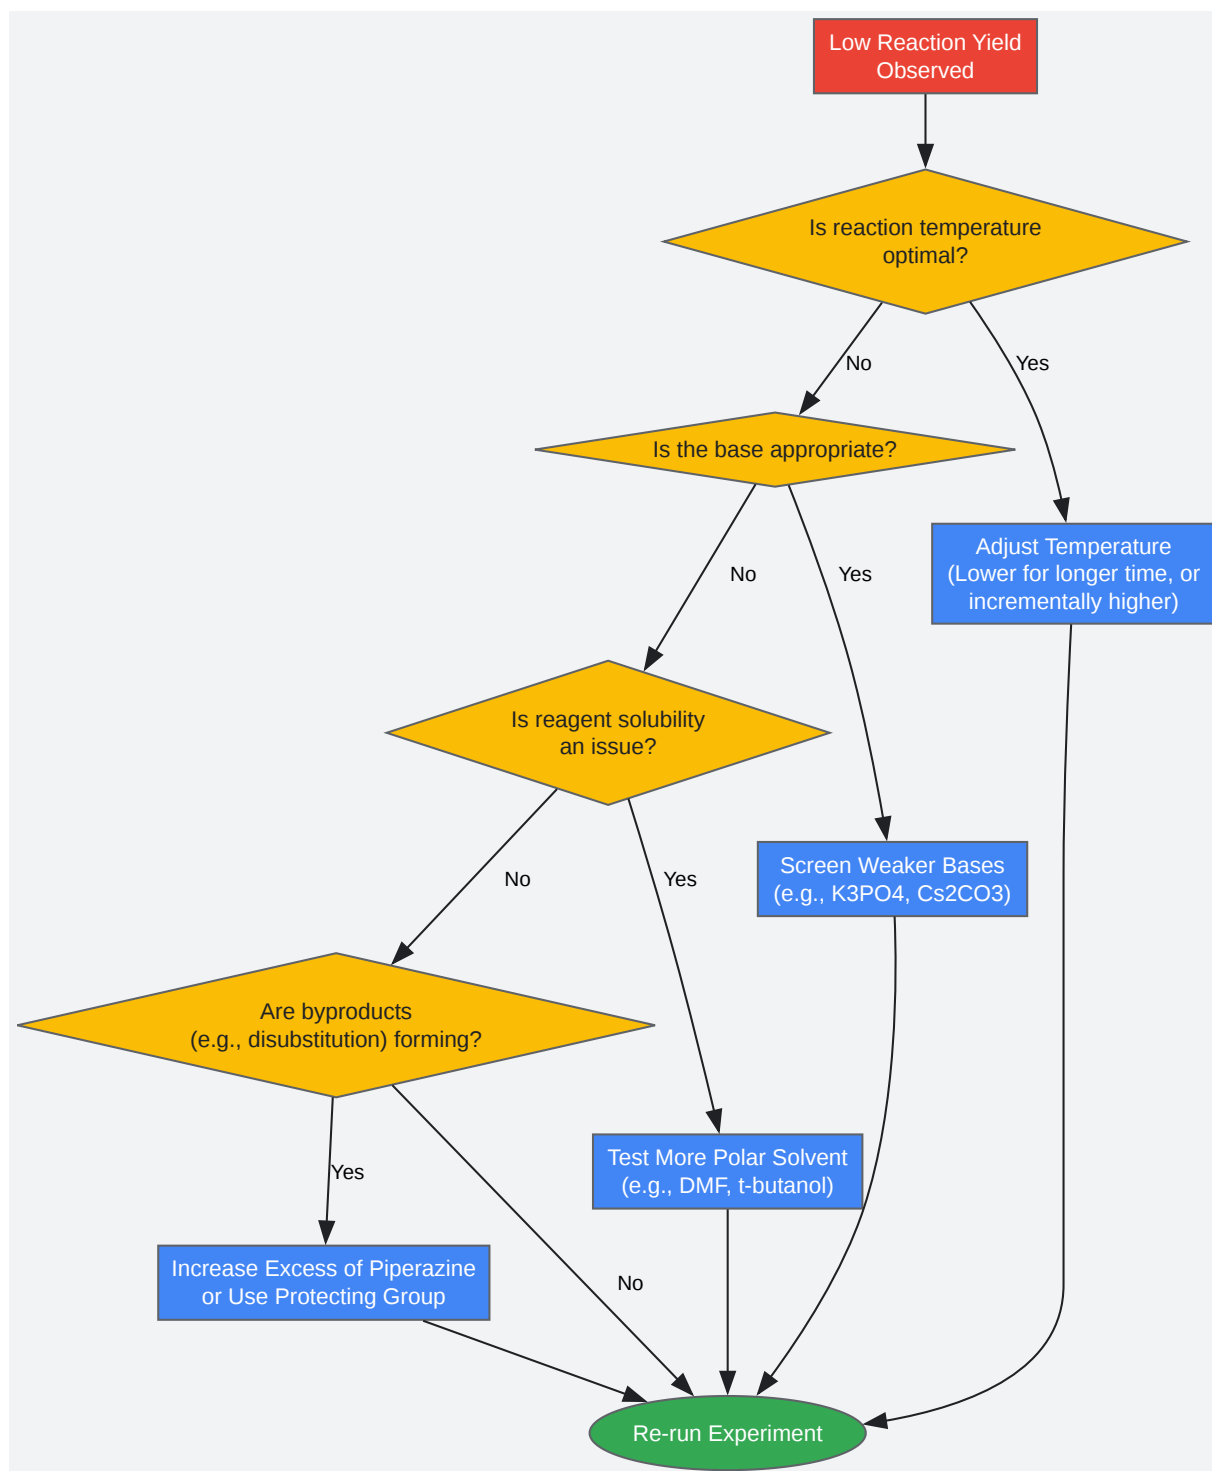 Low Reaction Yield
Observed
Is reaction temperature
optimal?
No
Yes
Is the base appropriate?
Adjust Temperature
(Lower for longer time, or
incrementally higher)
No
Yes
Is reagent solubility
an issue?
Screen Weaker Bases
(e.g., K3PO4, Cs2CO3)
No
Yes
Are byproducts
(e.g., disubstitution) forming?
Test More Polar Solvent
(e.g., DMF, t-butanol)
Yes
No
Increase Excess of Piperazine
or Use Protecting Group
Re-run Experiment